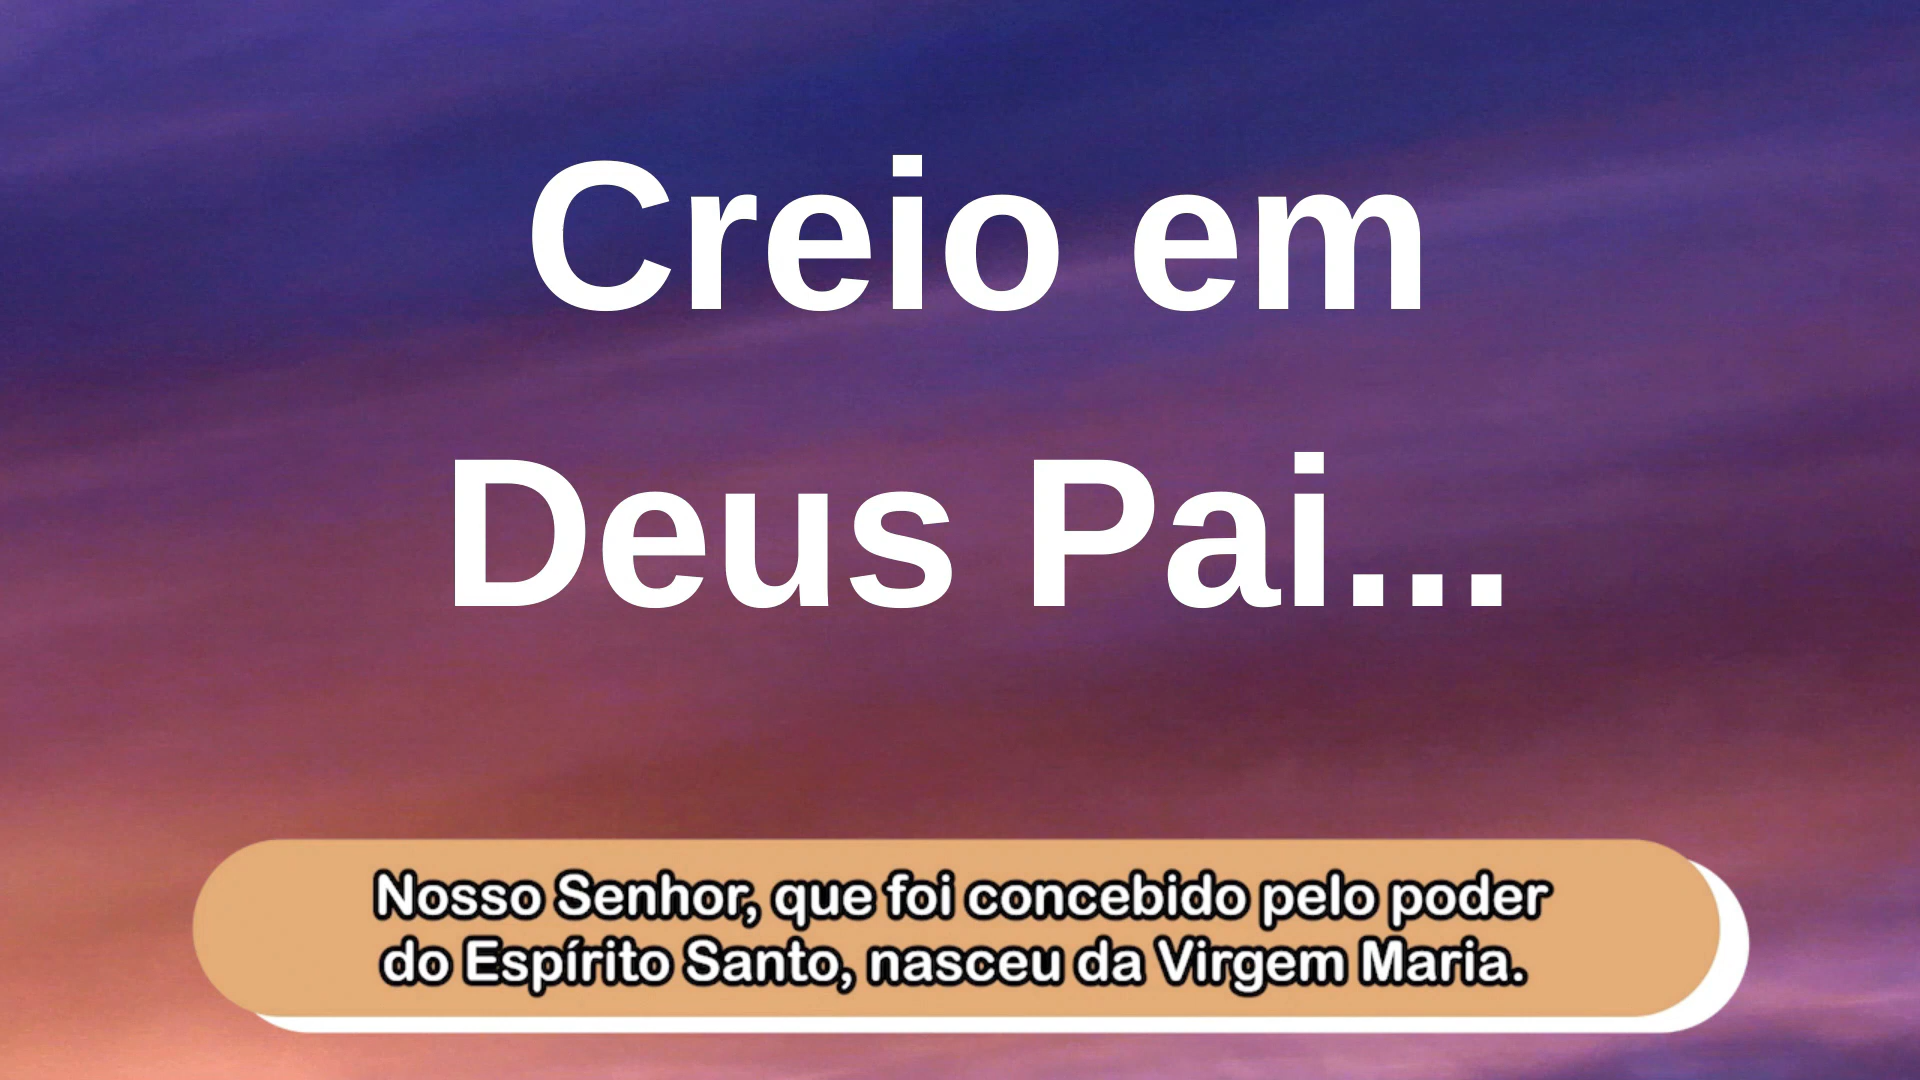 Creio em
Deus Pai...
Nosso Senhor, que foi concebido pelo poder
do Espírito Santo, nasceu da Virgem Maria.